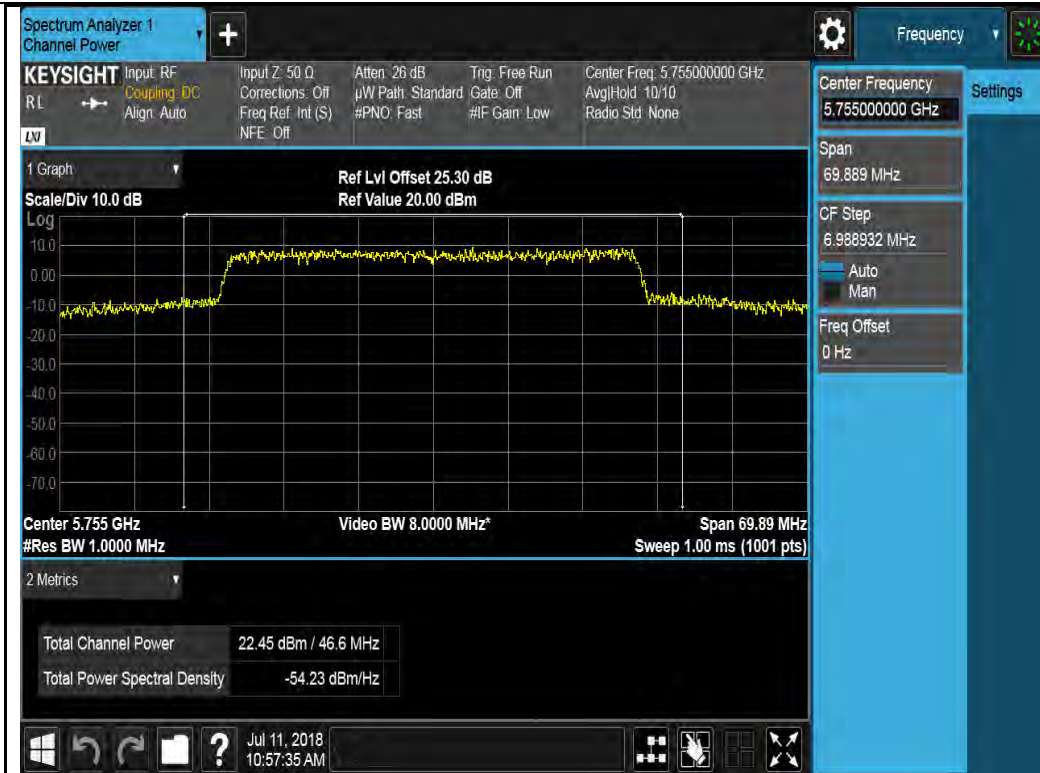 Spectrum Analyzer 1
Channel Power
+
Frequency
KEYSIGHT
R L
LXI
Input: RF
Coupling: DC
Align: Auto
Input Z: 50 Ω
Corrections: Off
Freq Ref: Int (S)
NFE: Off
Atten: 26 dB
µW Path: Standard
#PNO: Fast
Trig: Free Run
Gate: Off
#IF Gain: Low
Center Freq: 5.755000000 GHz
Avg|Hold: 10/10
Radio Std: None
Center Frequency
5.755000000 GHz
Settings
Span
69.889 MHz
CF Step
6.988932 MHz
Auto
Man
Freq Offset
0 Hz
1 Graph
Scale/Div 10.0 dB
Ref Lvl Offset 25.30 dB
Ref Value 20.00 dBm
Log
10.0
0.00
-10.0
-20.0
-30.0
-40.0
-50.0
-60.0
-70.0
Center 5.755 GHz
#Res BW 1.0000 MHz
Video BW 8.0000 MHz*
Span 69.89 MHz
Sweep 1.00 ms (1001 pts)
2 Metrics
Total Channel Power 22.45 dBm / 46.6 MHz
Total Power Spectral Density -54.23 dBm/Hz
?
Jul 11, 2018
10:57:35 AM